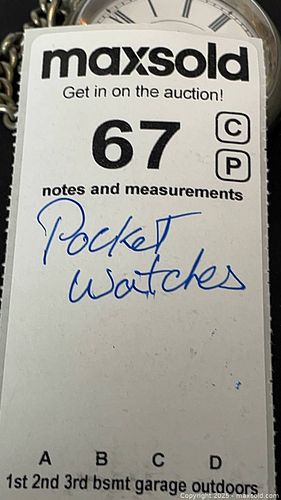 maxsold
Get in on the auction!
67
C
P
notes and measurements
Pocket
Watches
A B C D
1st 2nd 3rd bsmt garage outdoors
Copyright 2025 - maxsold.com